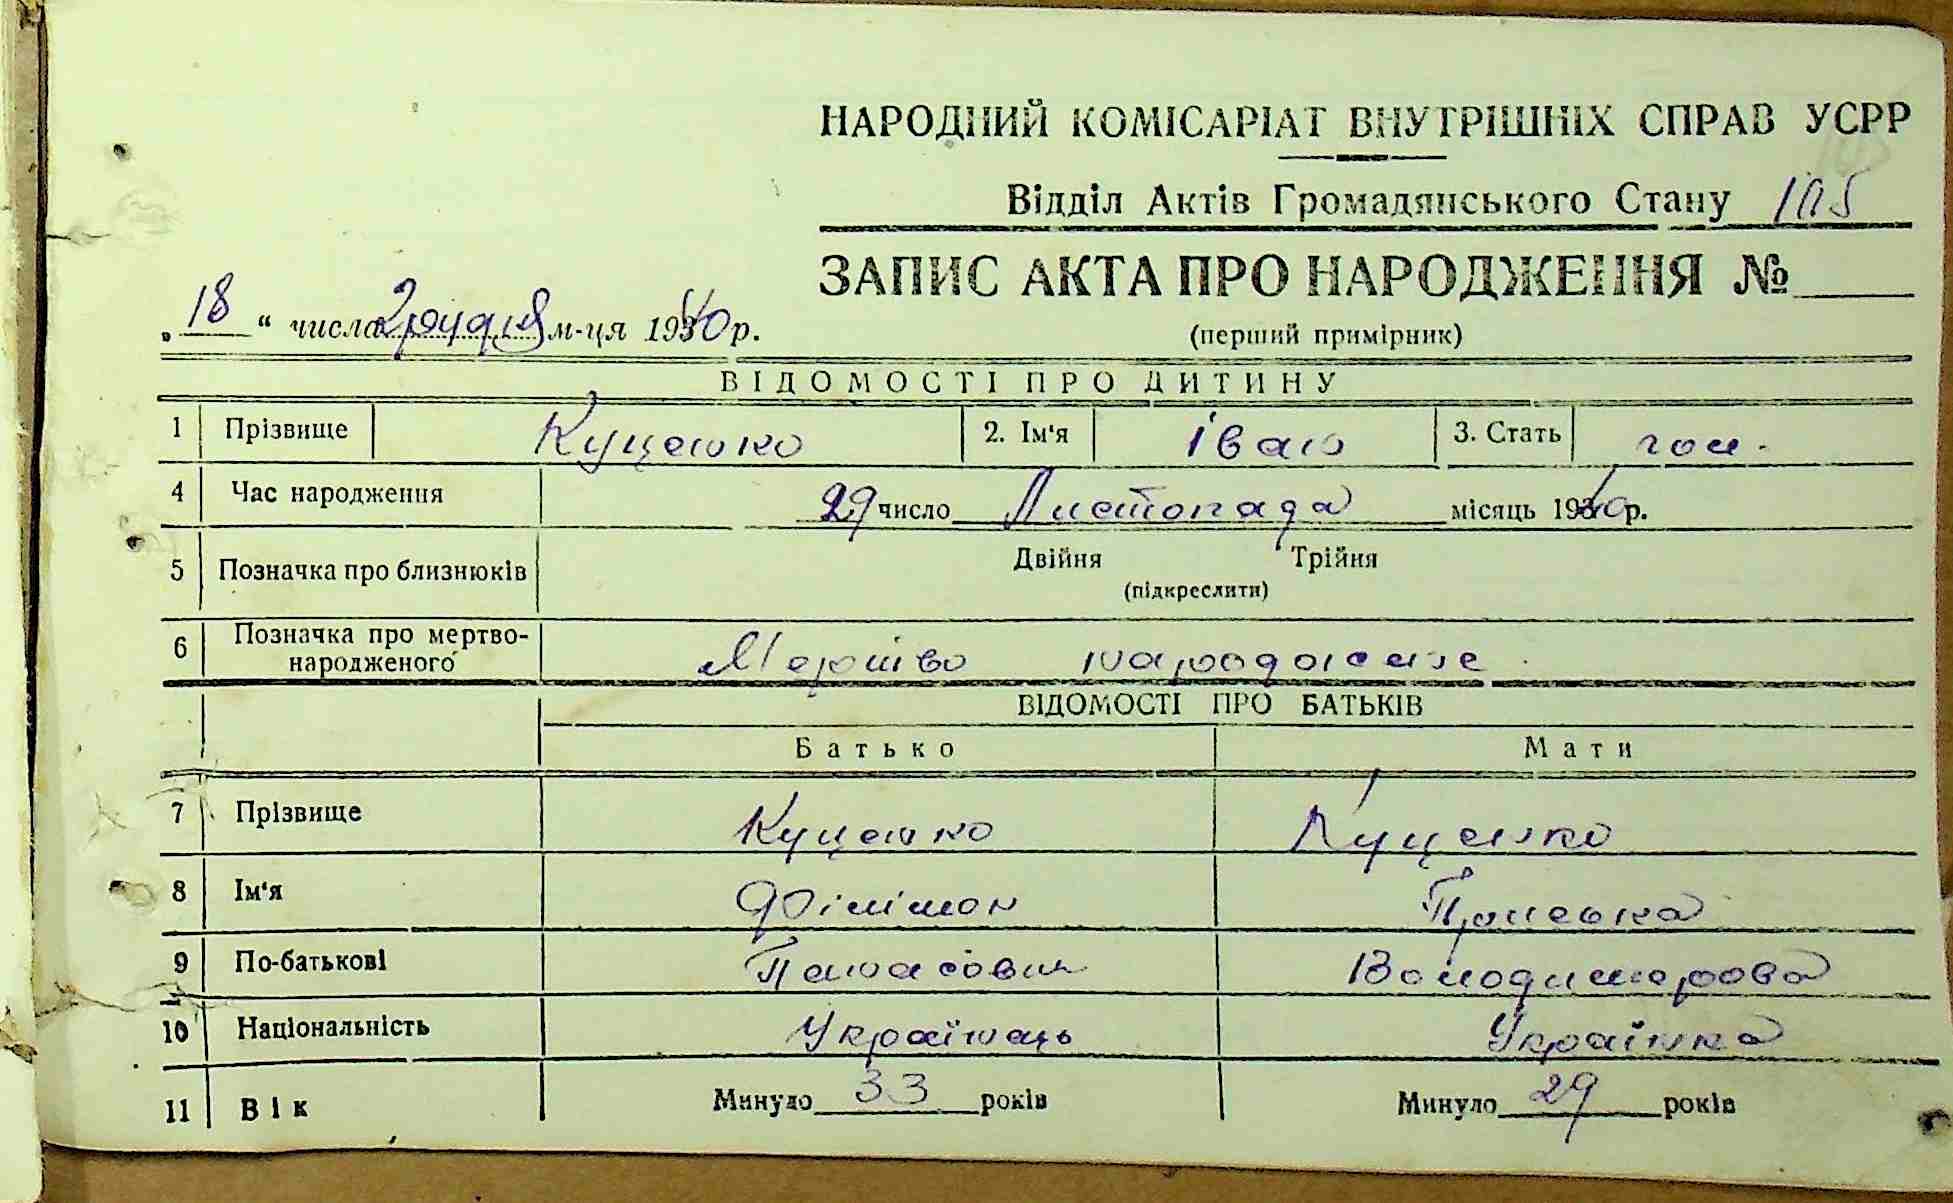 НАРОДНИЙ КОМІСАРІАТ ВНУТРІШНІХ СПРАВ УСРР
Відділ Актів Громадянського Стану 105
ЗАПИС АКТА ПРО НАРОДЖЕННЯ №
„18“ числа грудня м-ця 1940 р.
(перший примірник)
ВІДОМОСТІ ПРО ДИТИНУ
1 Прізвище Куценко 2. Ім'я Іван 3. Стать чол.
4 Час народження 29 число Листопада місяць 1940 р.
5 Позначка про близнюків Двійня Трійня
(підкреслити)
6 Позначка про мертво-
народженого Мертво народжене
ВІДОМОСТІ ПРО БАТЬКІВ
Батько Мати
7 Прізвище Куценко Куценко
8 Ім'я Філімон Пріська
9 По-батькові Панасович Володимерова
10 Національність Українець Українка
11 Вік Минуло 33 років Минуло 29 років